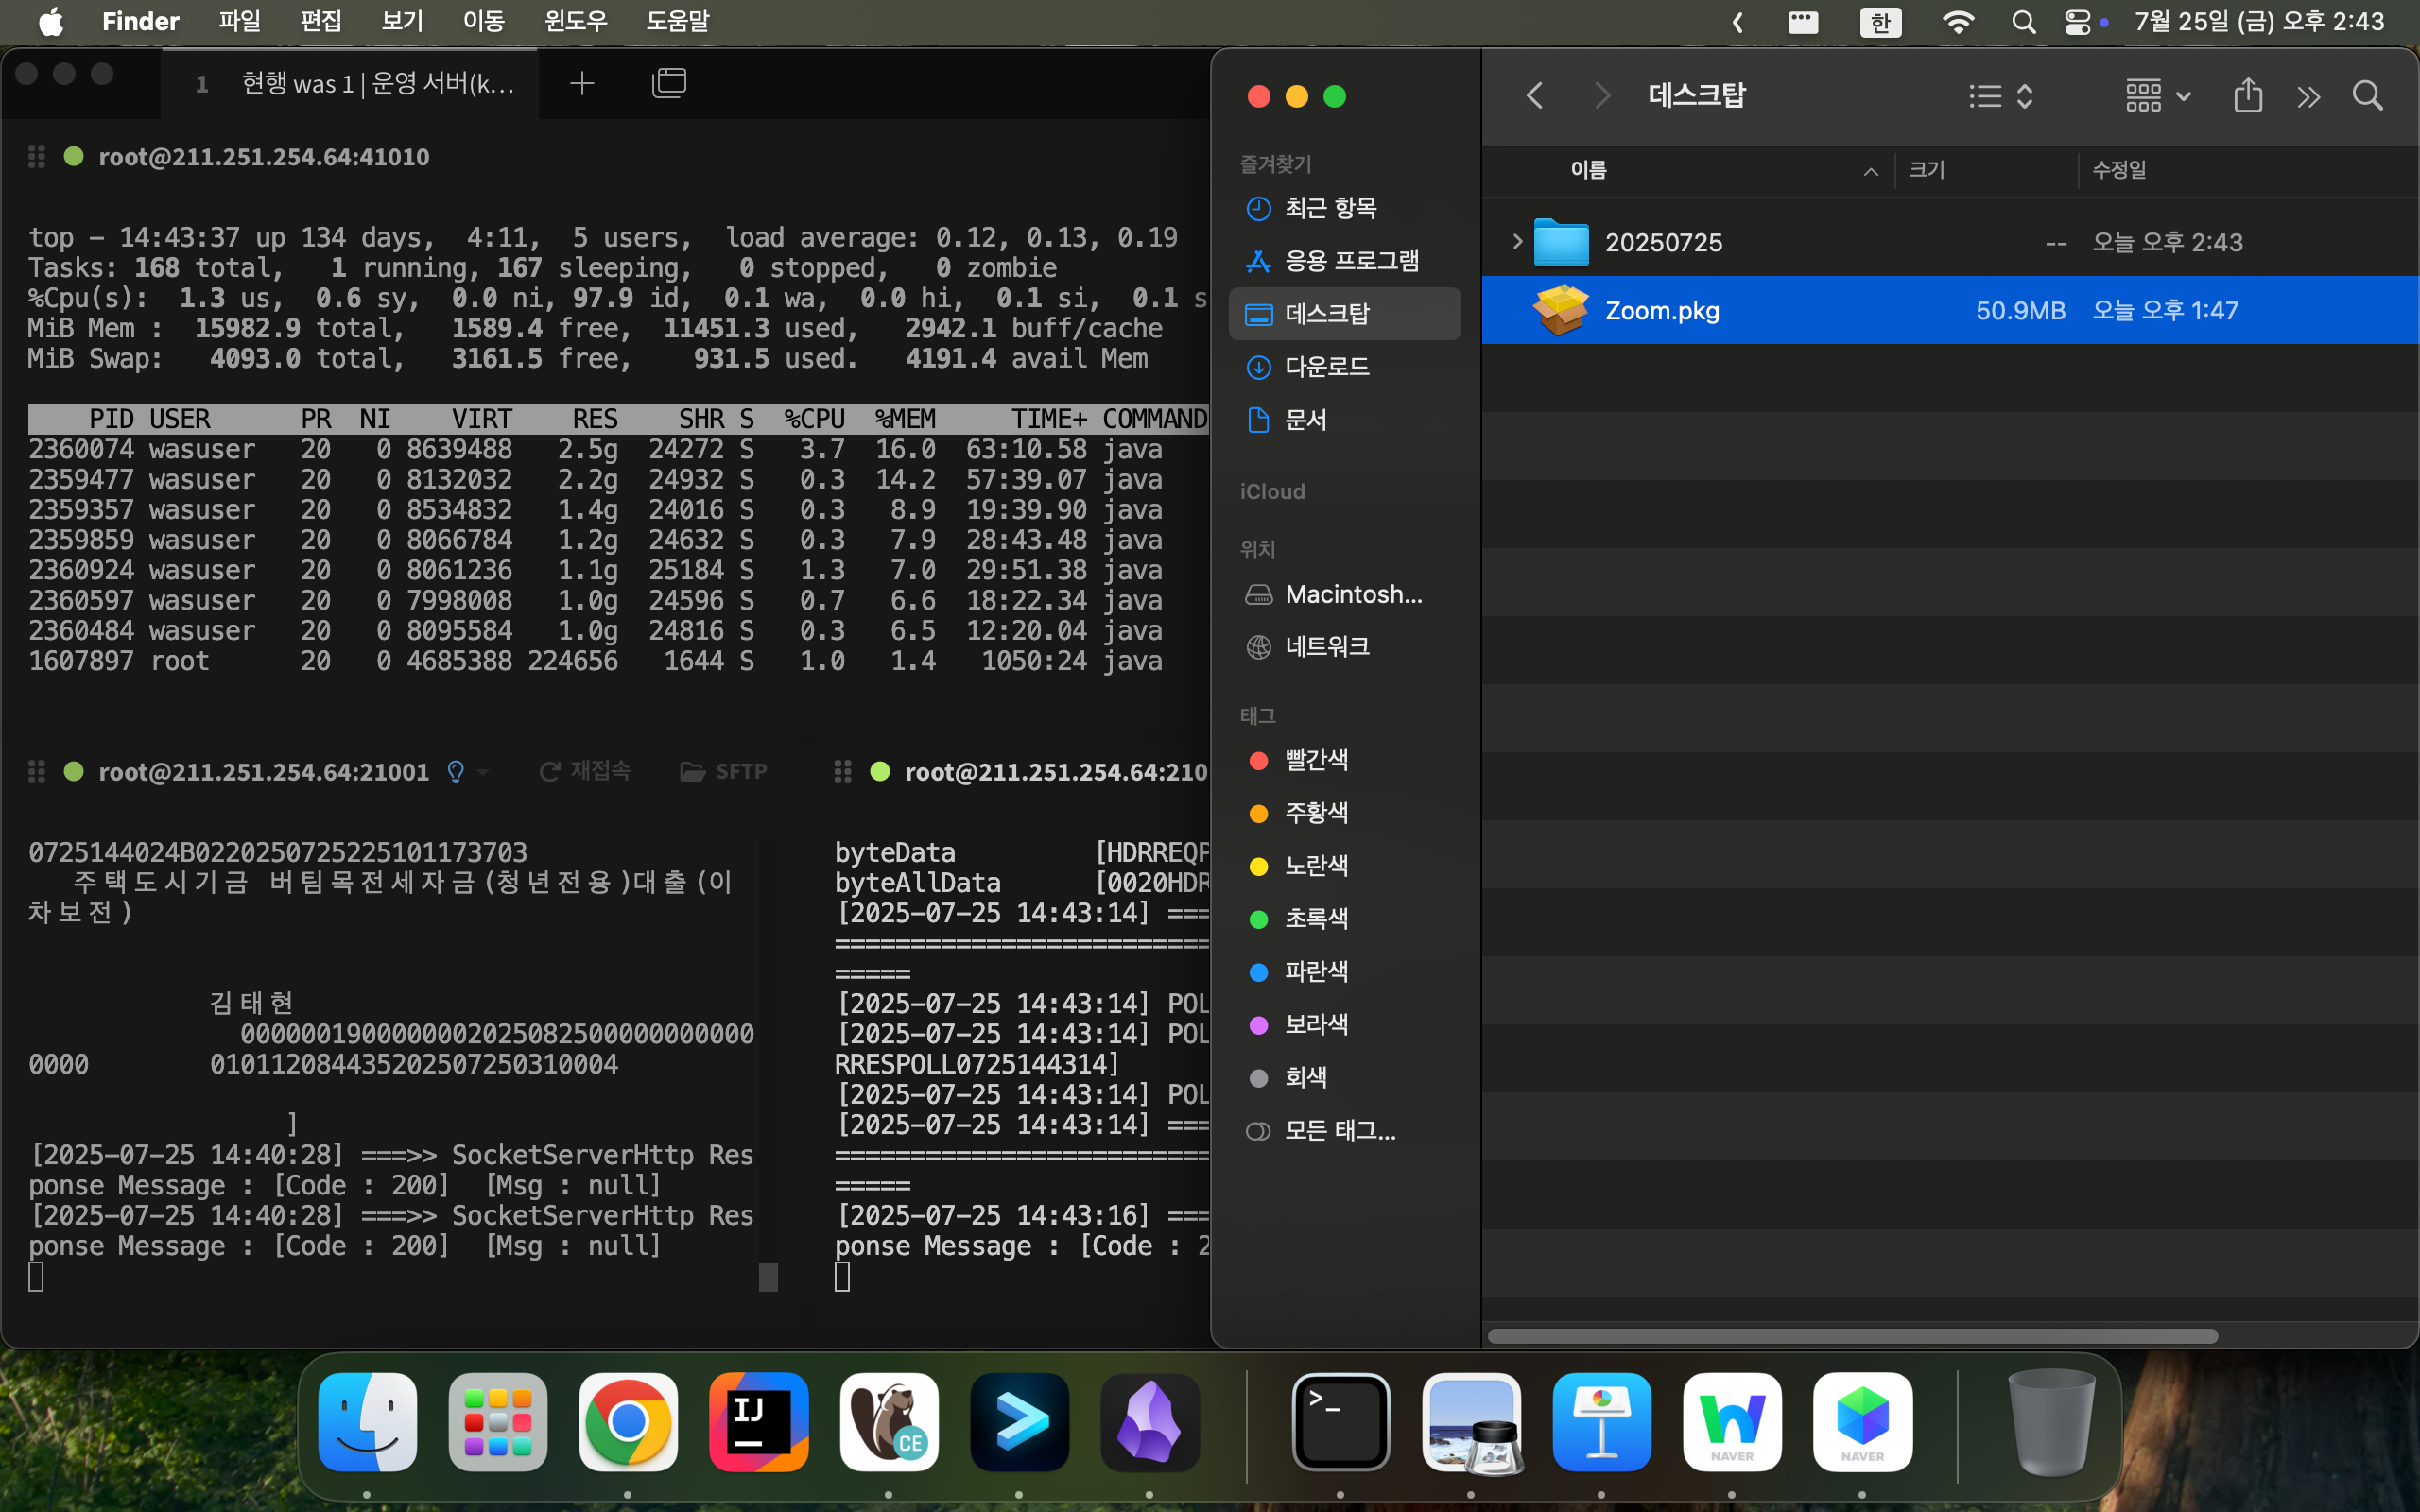 Finder 파일 편집 보기 이동 윈도우 도움말 한 7월 25일 (금) 오후 2:43
1 현행 was 1 | 운영 서버(k...
root@211.251.254.64:41010
top - 14:43:37 up 134 days, 4:11, 5 users, load average: 0.12, 0.13, 0.19
Tasks: 168 total, 1 running, 167 sleeping, 0 stopped, 0 zombie
%Cpu(s): 1.3 us, 0.6 sy, 0.0 ni, 97.9 id, 0.1 wa, 0.0 hi, 0.1 si, 0.1 s
MiB Mem : 15982.9 total, 1589.4 free, 11451.3 used, 2942.1 buff/cache
MiB Swap: 4093.0 total, 3161.5 free, 931.5 used. 4191.4 avail Mem
PID USER PR NI VIRT RES SHR S %CPU %MEM TIME+ COMMAND
2360074 wasuser 20 0 8639488 2.5g 24272 S 3.7 16.0 63:10.58 java
2359477 wasuser 20 0 8132032 2.2g 24932 S 0.3 14.2 57:39.07 java
2359357 wasuser 20 0 8534832 1.4g 24016 S 0.3 8.9 19:39.90 java
2359859 wasuser 20 0 8066784 1.2g 24632 S 0.3 7.9 28:43.48 java
2360924 wasuser 20 0 8061236 1.1g 25184 S 1.3 7.0 29:51.38 java
2360597 wasuser 20 0 7998008 1.0g 24596 S 0.7 6.6 18:22.34 java
2360484 wasuser 20 0 8095584 1.0g 24816 S 0.3 6.5 12:20.04 java
1607897 root 20 0 4685388 224656 1644 S 1.0 1.4 1050:24 java
root@211.251.254.64:21001 재접속 SFTP
0725144024B0220250725225101173703
주택도시기금 버팀목전세자금(청년전용)대출(이
차보전)
김태현
0000001900000002025082500000000000
0000 010112084435202507250310004
]
[2025-07-25 14:40:28] ===>> SocketServerHttp Res
ponse Message : [Code : 200] [Msg : null]
[2025-07-25 14:40:28] ===>> SocketServerHttp Res
ponse Message : [Code : 200] [Msg : null]
root@211.251.254.64:210
byteData [HDRREQP
byteAllData [0020HDR
[2025-07-25 14:43:14] ===
=========================
=====
[2025-07-25 14:43:14] POL
[2025-07-25 14:43:14] POL
RRESPOLL0725144314]
[2025-07-25 14:43:14] POL
[2025-07-25 14:43:14] ===
=========================
=====
[2025-07-25 14:43:16] ===
ponse Message : [Code : 2
즐겨찾기
최근 항목
응용 프로그램
데스크탑
다운로드
문서
iCloud
위치
Macintosh...
네트워크
태그
빨간색
주황색
노란색
초록색
파란색
보라색
회색
모든 태그...
데스크탑
이름 크기 수정일
20250725 -- 오늘 오후 2:43
Zoom.pkg 50.9MB 오늘 오후 1:47
IJ
CE
>_
NAVER
NAVER